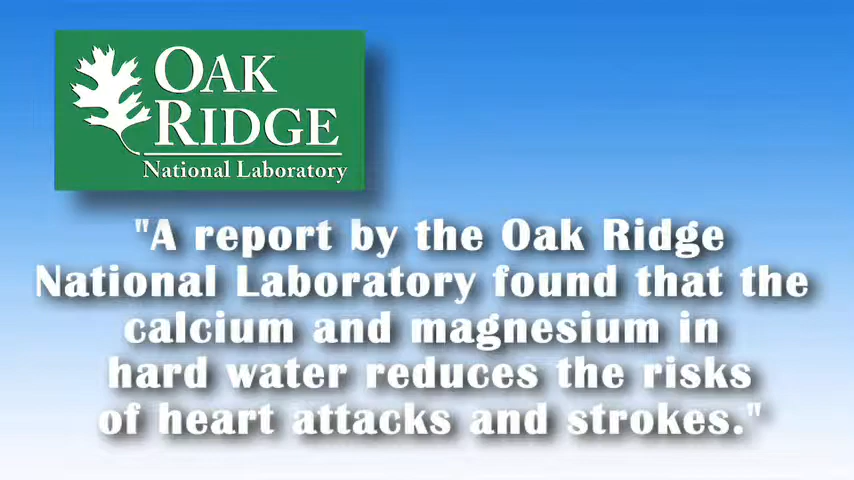 OAK
RIDGE
National Laboratory
"A report by the Oak Ridge
National Laboratory found that the
calcium and magnesium in
hard water reduces the risks
of heart attacks and strokes."